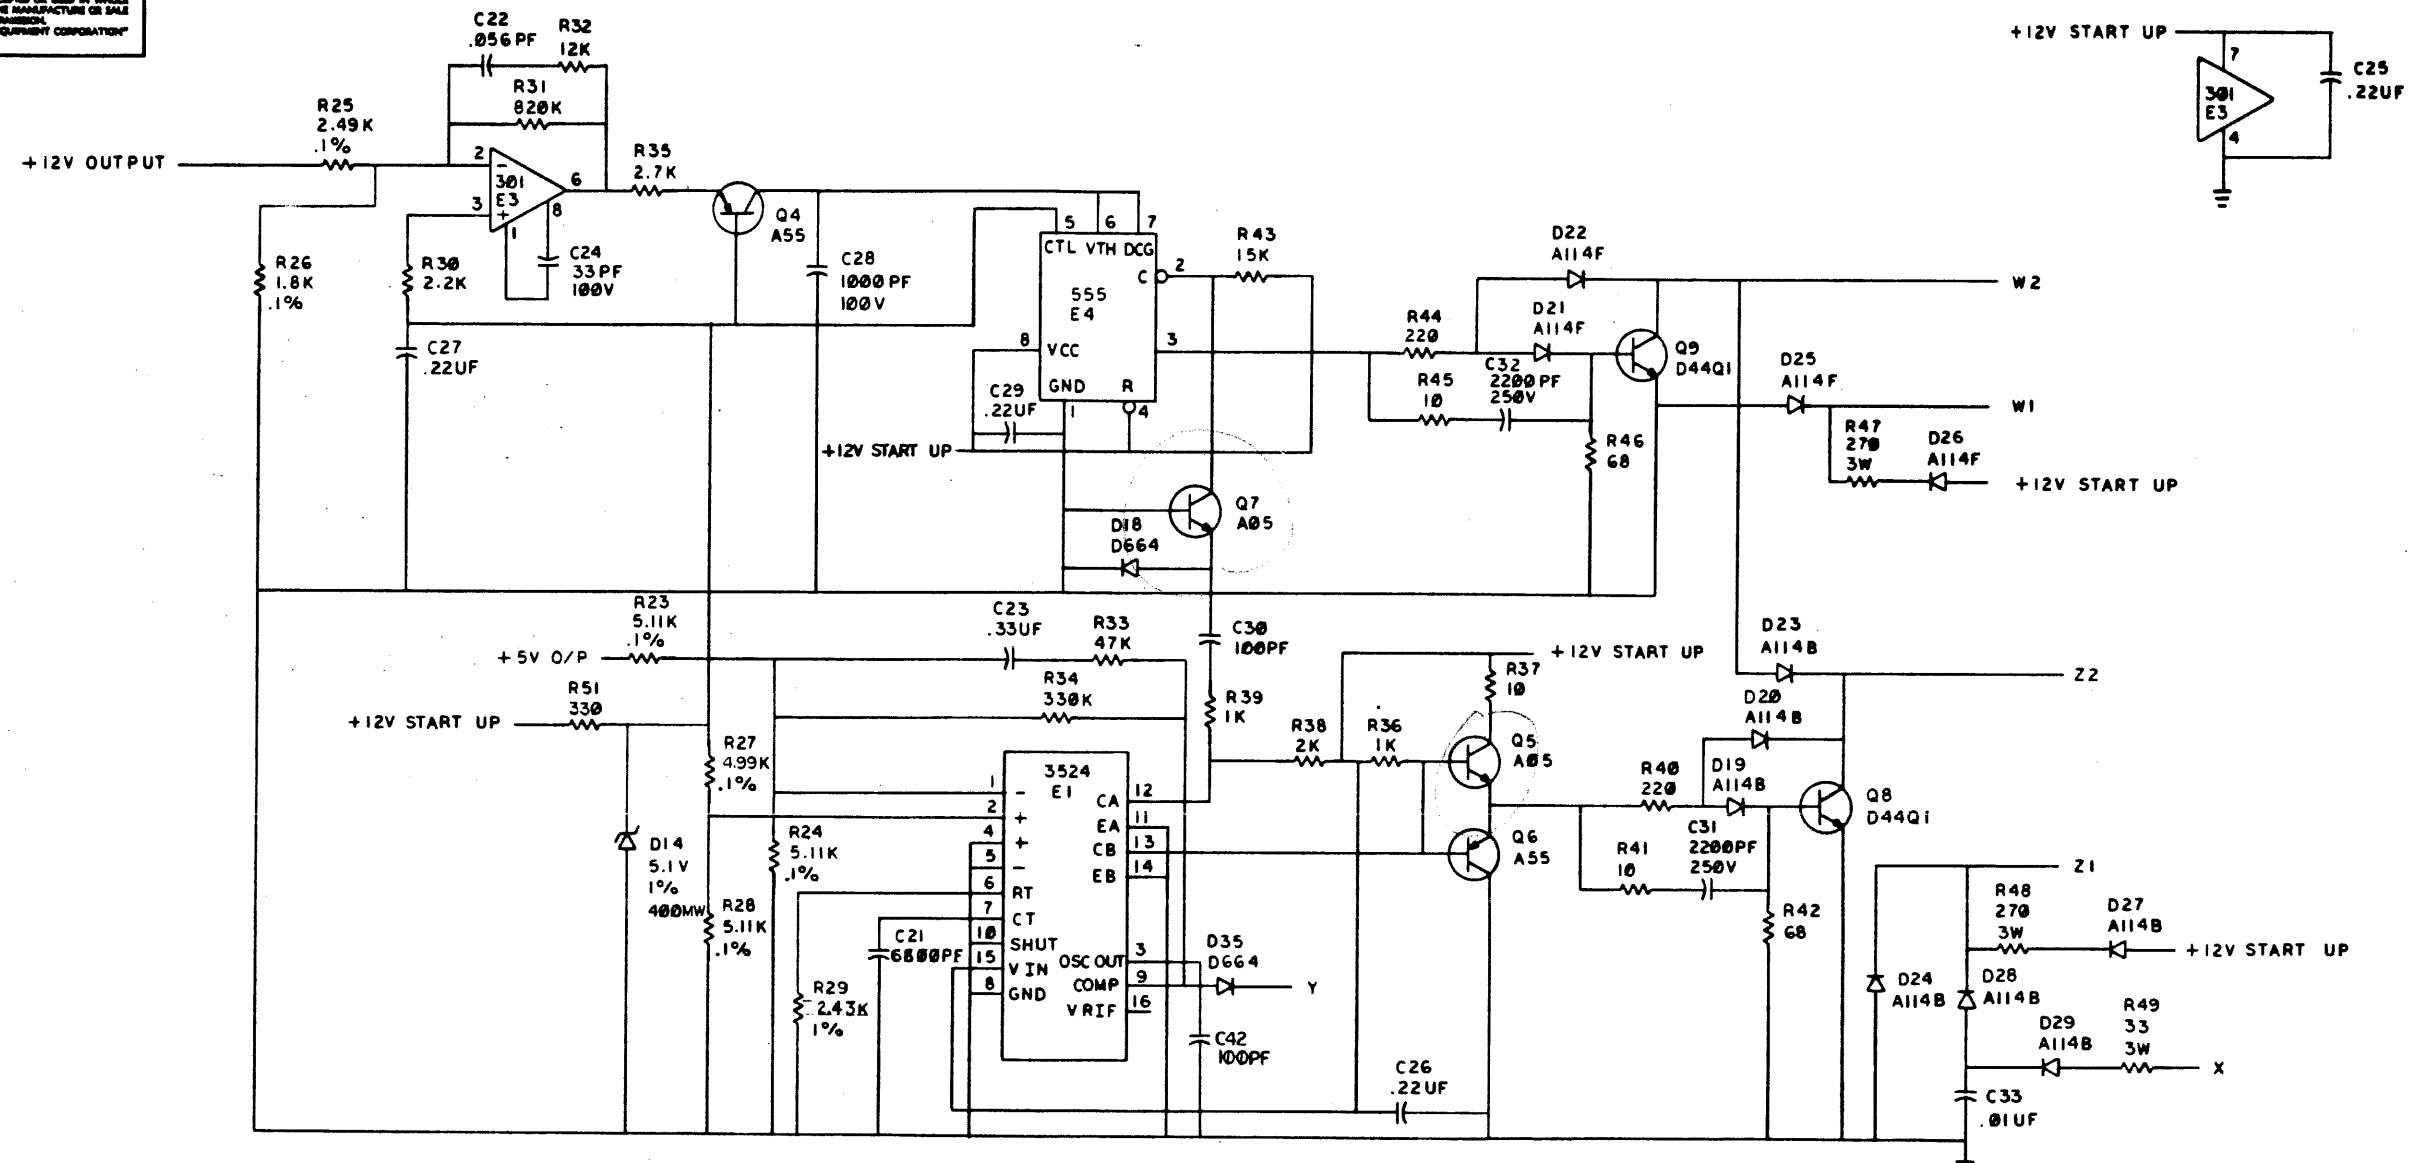 THE MANUFACTURE OR SALE
EQUIPMENT CORPORATION"
C22
.056PF
R32
12K
R31
820K
R25
2.49K
.1%
+12V OUTPUT
2
-
301
E3
3
+
6
8
1
R35
2.7K
Q4
A55
R26
1.8K
.1%
R30
2.2K
C24
33PF
100V
C28
1000PF
100V
C27
.22UF
5
6
7
CTL VTH DCG
C
2
555
E4
8
VCC
3
GND
R
1
4
R43
15K
C29
.22UF
+12V START UP
Q7
A05
D18
D664
D22
A114F
D21
A114F
R44
220
C32
2200PF
250V
R45
10
Q9
D44Q1
R46
68
W2
D25
A114F
W1
R47
270
3W
D26
A114F
+12V START UP
+12V START UP
7
301
E3
4
C25
.22UF
R23
5.11K
.1%
+5V O/P
C23
.33UF
R33
47K
C30
100PF
R34
330K
R39
1K
R51
330
+12V START UP
R27
4.99K
.1%
D14
5.1V
1%
400MW
R28
5.11K
.1%
R24
5.11K
.1%
R29
2.43K
1%
C21
6800PF
3524
E1
1
-
2
+
4
+
5
-
6
RT
7
CT
10
SHUT
15
VIN
8
GND
CA
12
EA
11
CB
13
EB
14
OSC OUT
3
COMP
9
VRIF
16
D35
D664
Y
C42
100PF
R38
2K
R36
1K
+12V START UP
R37
10
Q5
A05
Q6
A55
C26
.22UF
R40
220
D19
A114B
D20
A114B
D23
A114B
Z2
C31
2200PF
250V
R41
10
Q8
D44Q1
R42
68
Z1
R48
270
3W
D27
A114B
+12V START UP
D24
A114B
D28
A114B
D29
A114B
R49
33
3W
X
C33
.01UF